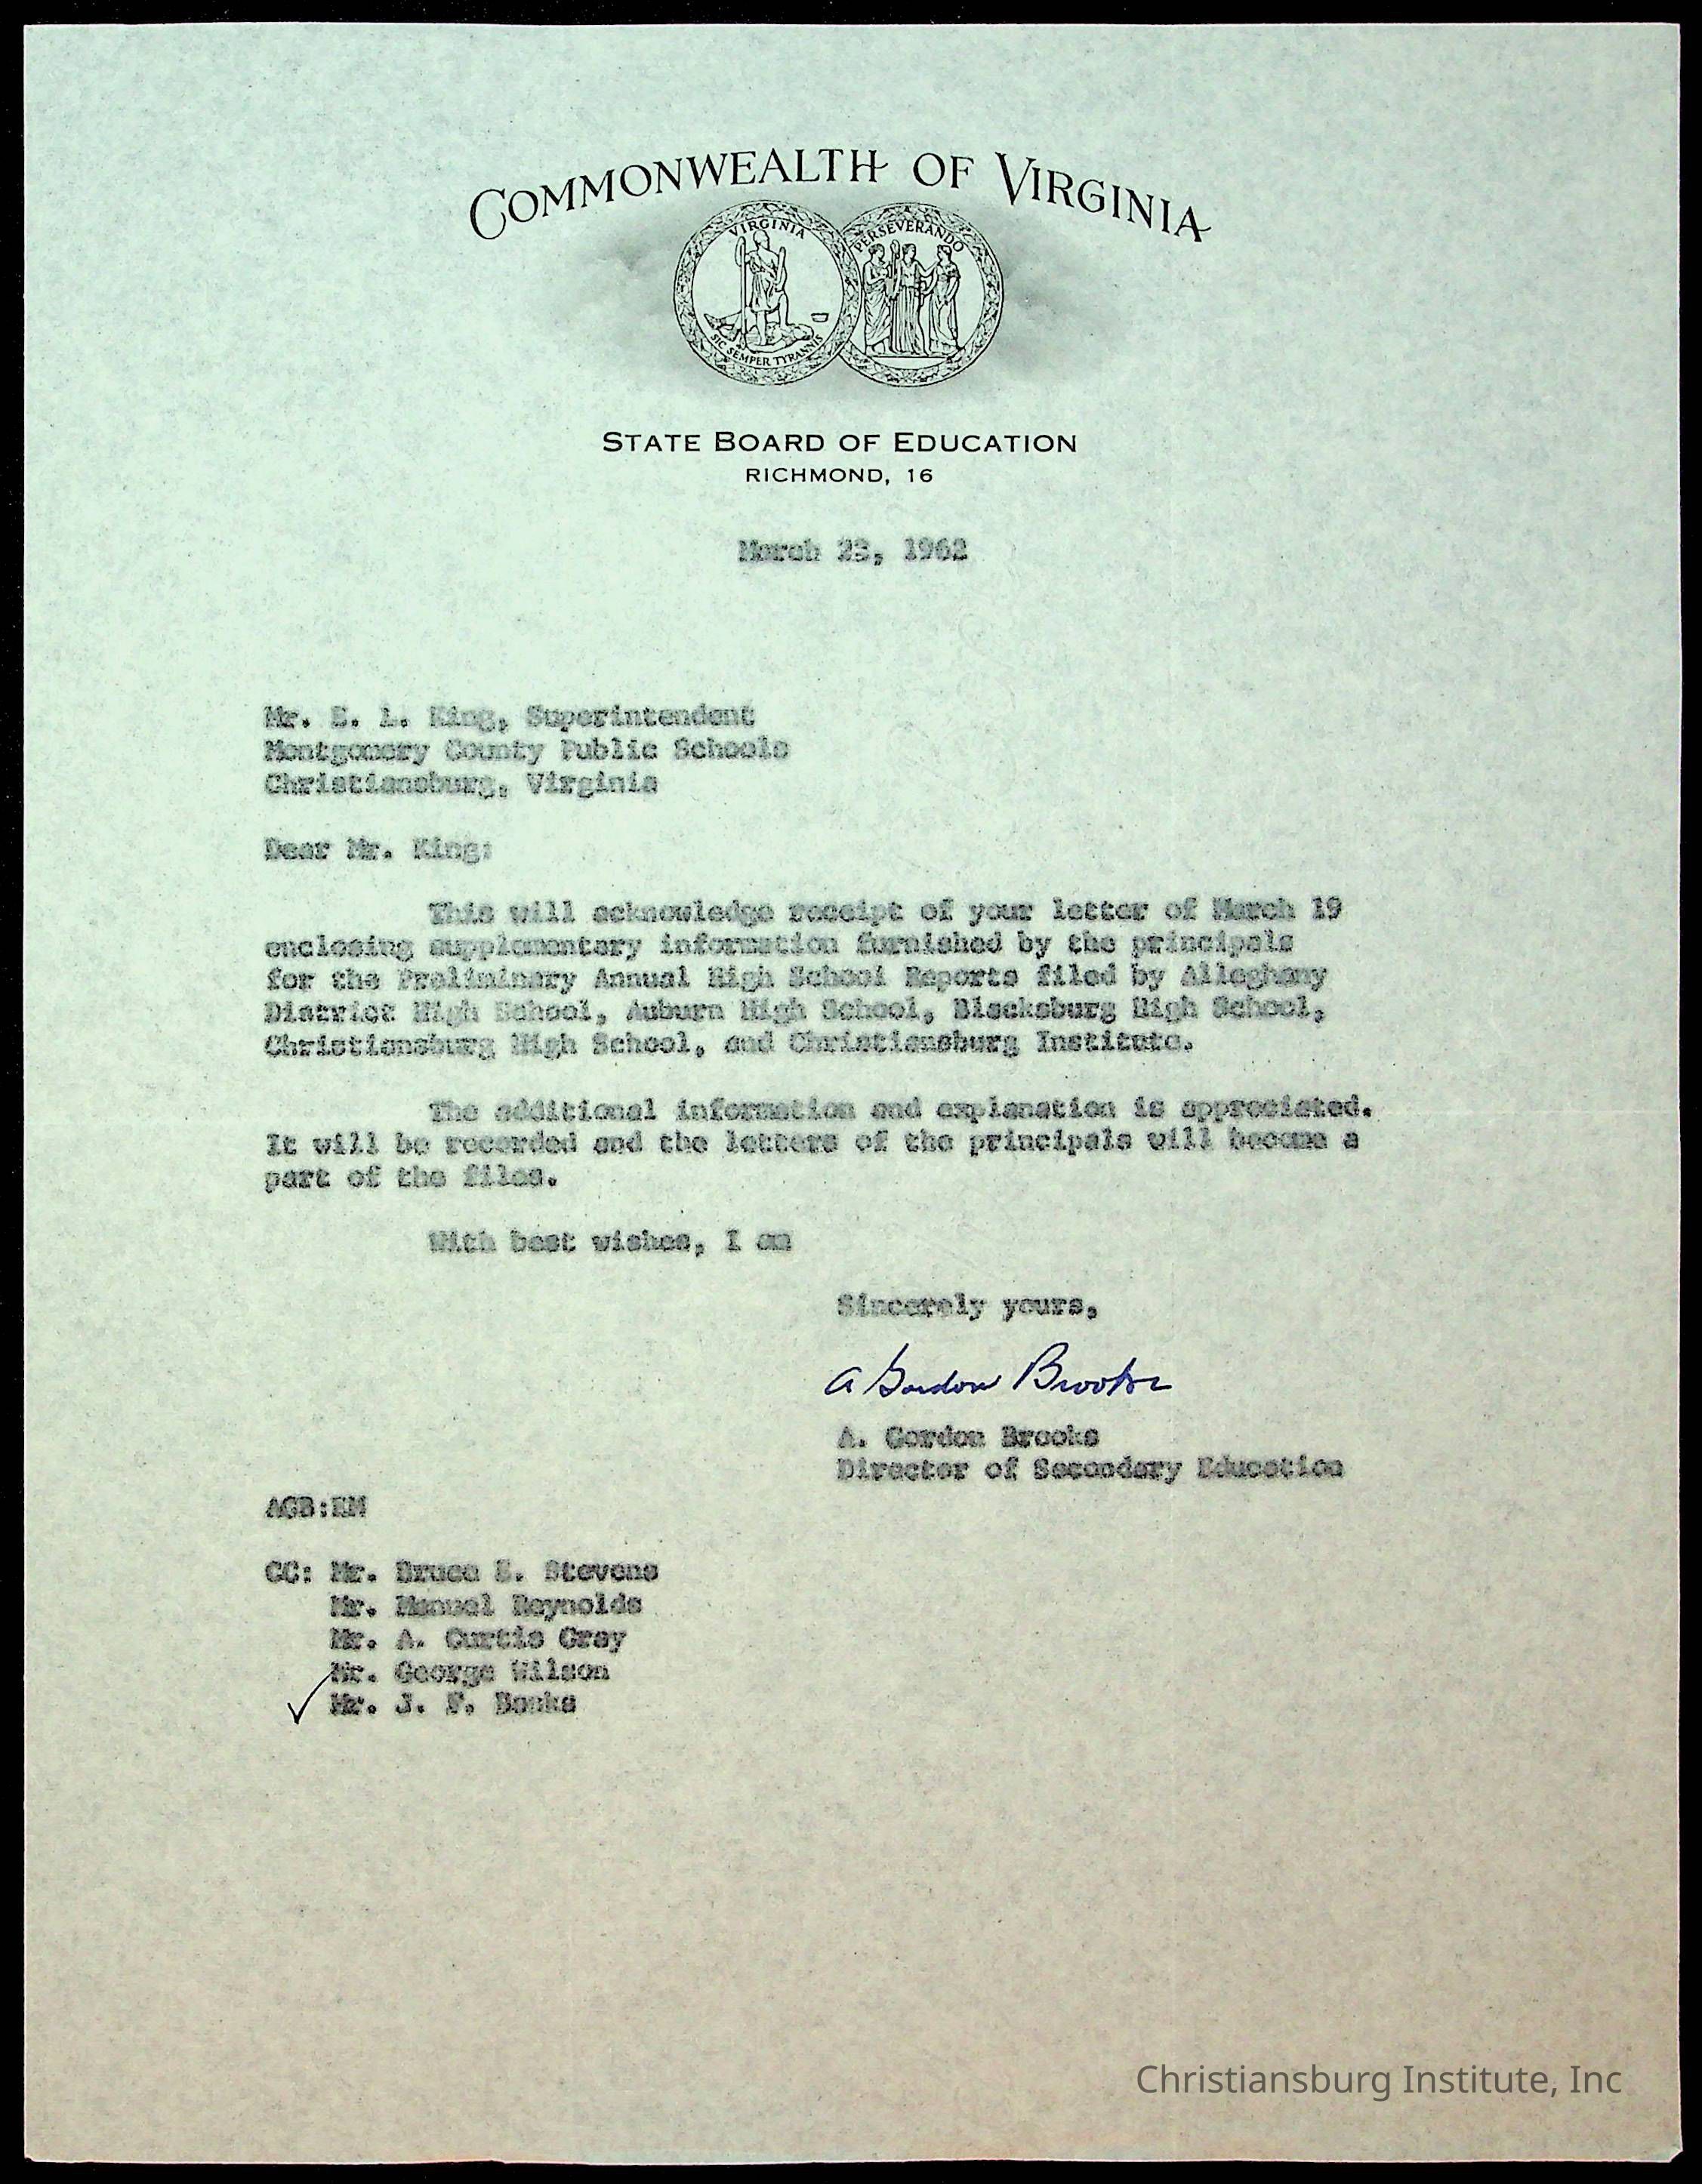 COMMONWEALTH OF VIRGINIA
VIRGINIA
PERSEVERANDO
SIC SEMPER TYRANNIS
STATE BOARD OF EDUCATION
RICHMOND, 16
March 23, 1962
Mr. E. L. King, Superintendent
Montgomery County Public Schools
Christiansburg, Virginia
Dear Mr. King:
This will acknowledge receipt of your letter of March 19
enclosing supplementary information furnished by the principals
for the Preliminary Annual High School Reports filed by Alleghany
District High School, Auburn High School, Blacksburg High School,
Christiansburg High School, and Christiansburg Institute.
The additional information and explanation is appreciated.
It will be recorded and the letters of the principals will become a
part of the files.
With best wishes, I am
Sincerely yours,
A Gordon Brooks
A. Gordon Brooks
Director of Secondary Education
AGB:EM
CC: Mr. Bruce E. Stevens
Mr. Manuel Reynolds
Mr. A. Curtis Gray
Mr. George Wilson
Mr. J. F. Banks
Christiansburg Institute, Inc